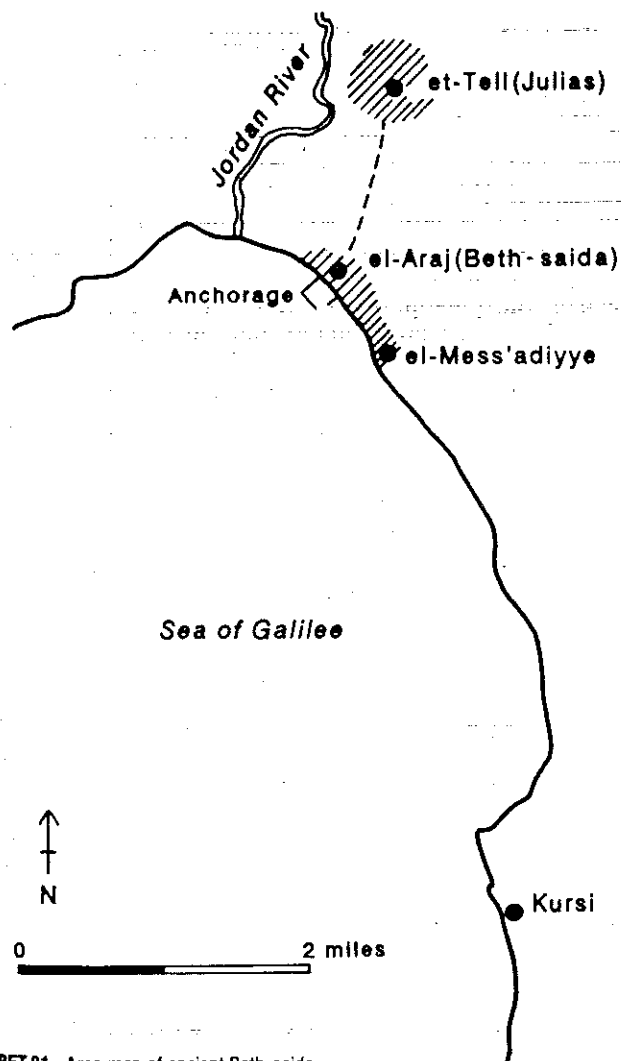 Jordan River
et-Tell (Julias)
el-Araj (Beth-saida)
Anchorage
el-Mess'adiyye
Sea of Galilee
N
Kursi
0 2 miles
Area map of ancient Beth-saida